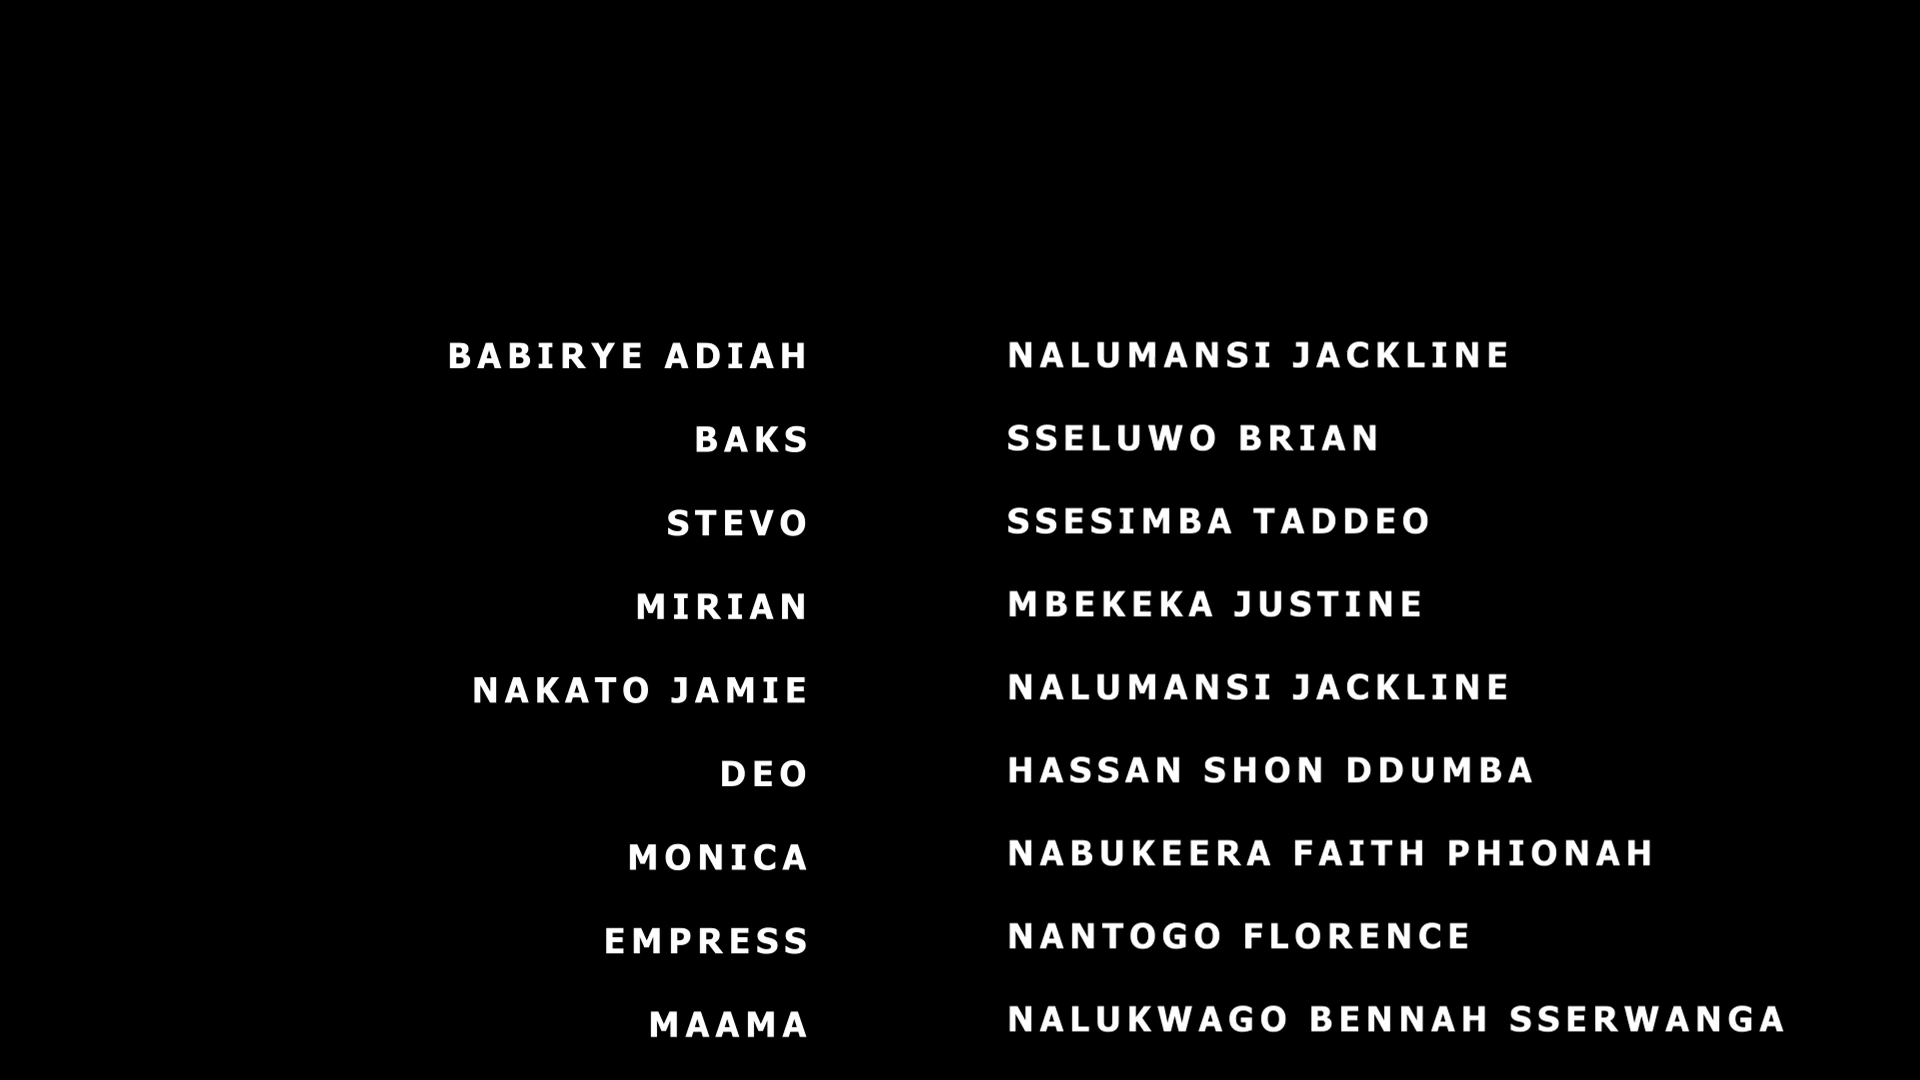 BABIRYE ADIAH NALUMANSI JACKLINE
BAKS SSELUWO BRIAN
STEVO SSESIMBA TADDEO
MIRIAN MBEKEKA JUSTINE
NAKATO JAMIE NALUMANSI JACKLINE
DEO HASSAN SHON DDUMBA
MONICA NABUKEERA FAITH PHIONAH
EMPRESS NANTOGO FLORENCE
MAAMA NALUKWAGO BENNAH SSERWANGA